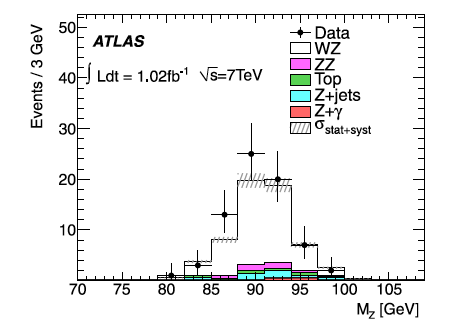 Events / 3 GeV
50
40
30
20
10
ATLAS
∫ Ldt = 1.02fb⁻¹ √s=7TeV
Data
WZ
ZZ
Top
Z+jets
Z+γ
σstat+syst
70 75 80 85 90 95 100 105
MZ [GeV]